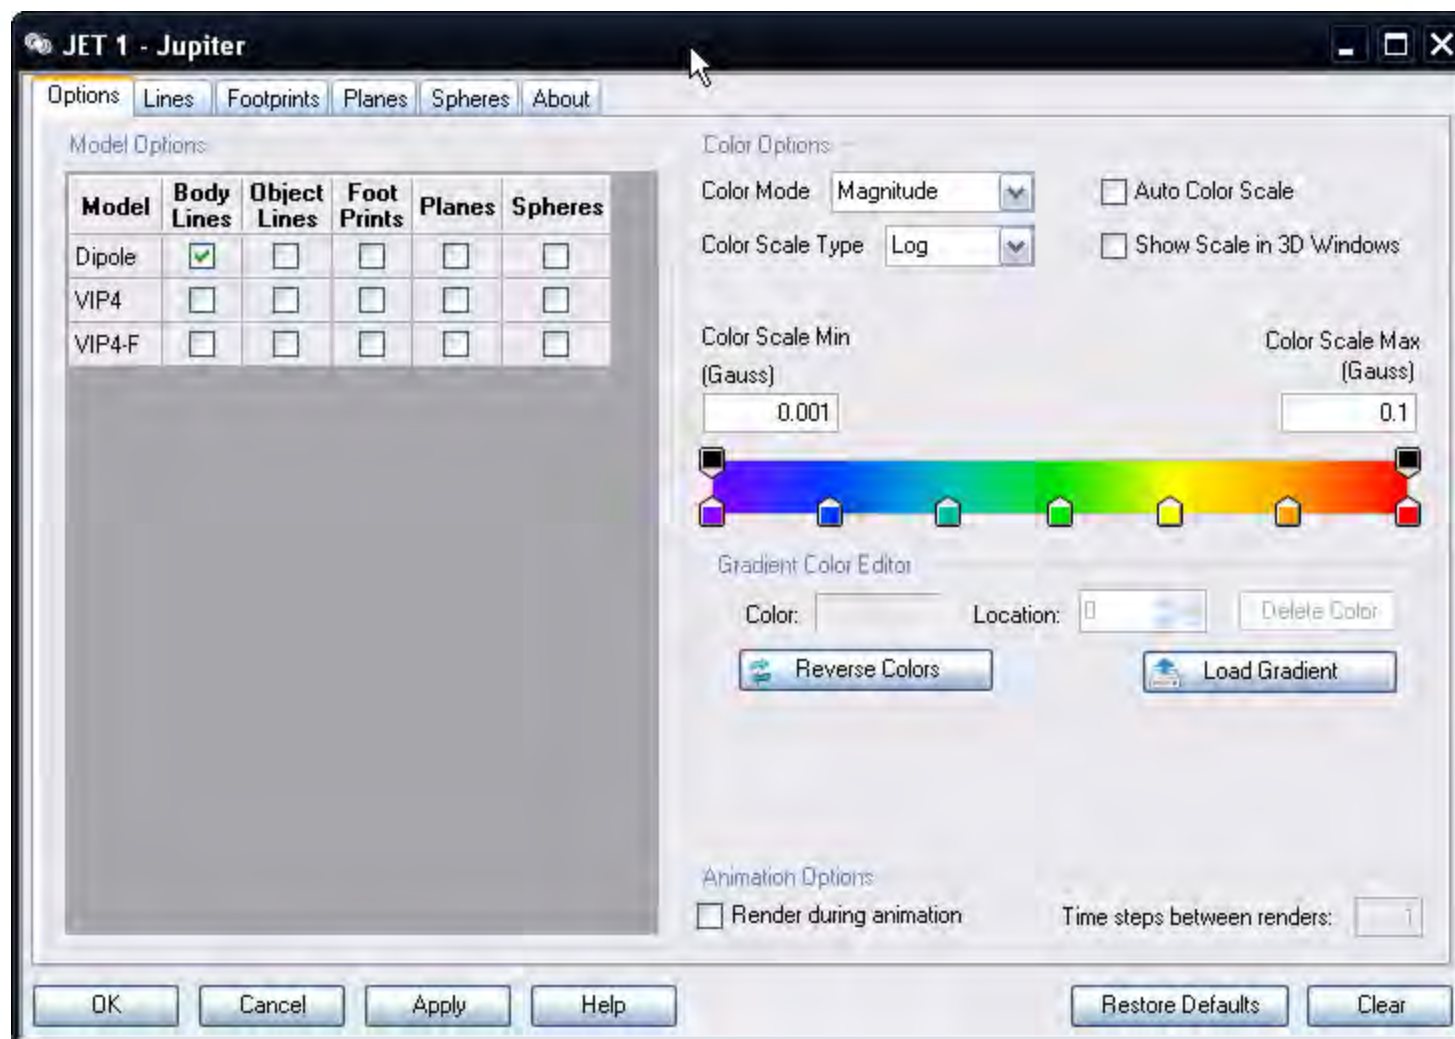 JET 1 - Jupiter
Options Lines Footprints Planes Spheres About
Model Options
Model Body Lines Object Lines Foot Prints Planes Spheres
Dipole
VIP4
VIP4-F
Color Options
Color Mode Magnitude Auto Color Scale
Color Scale Type Log Show Scale in 3D Windows
Color Scale Min
(Gauss)
0.001
Color Scale Max
(Gauss)
0.1
Gradient Color Editor
Color: Location: 0 Delete Color
Reverse Colors Load Gradient
Animation Options
Render during animation Time steps between renders: 1
OK Cancel Apply Help Restore Defaults Clear